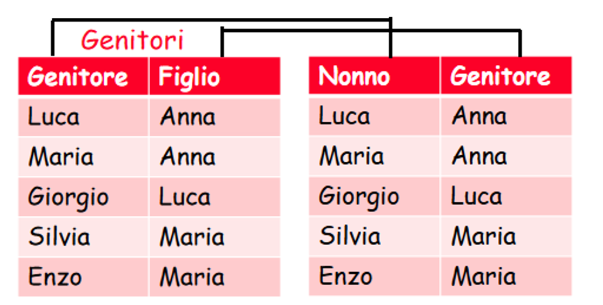 Genitori
Genitore Figlio
Luca Anna
Maria Anna
Giorgio Luca
Silvia Maria
Enzo Maria
Nonno Genitore
Luca Anna
Maria Anna
Giorgio Luca
Silvia Maria
Enzo Maria